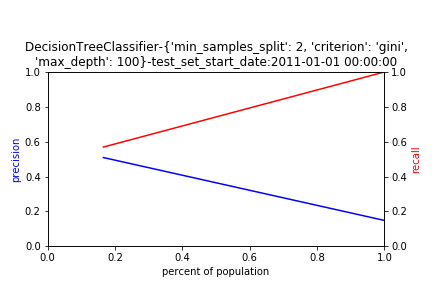 DecisionTreeClassifier-{'min_samples_split': 2, 'criterion': 'gini',
'max_depth': 100}-test_set_start_date:2011-01-01 00:00:00
1.0
0.8
0.6
0.4
0.2
0.0
precision
1.0
0.8
0.6
0.4
0.2
0.0
recall
0.0 0.2 0.4 0.6 0.8 1.0
percent of population